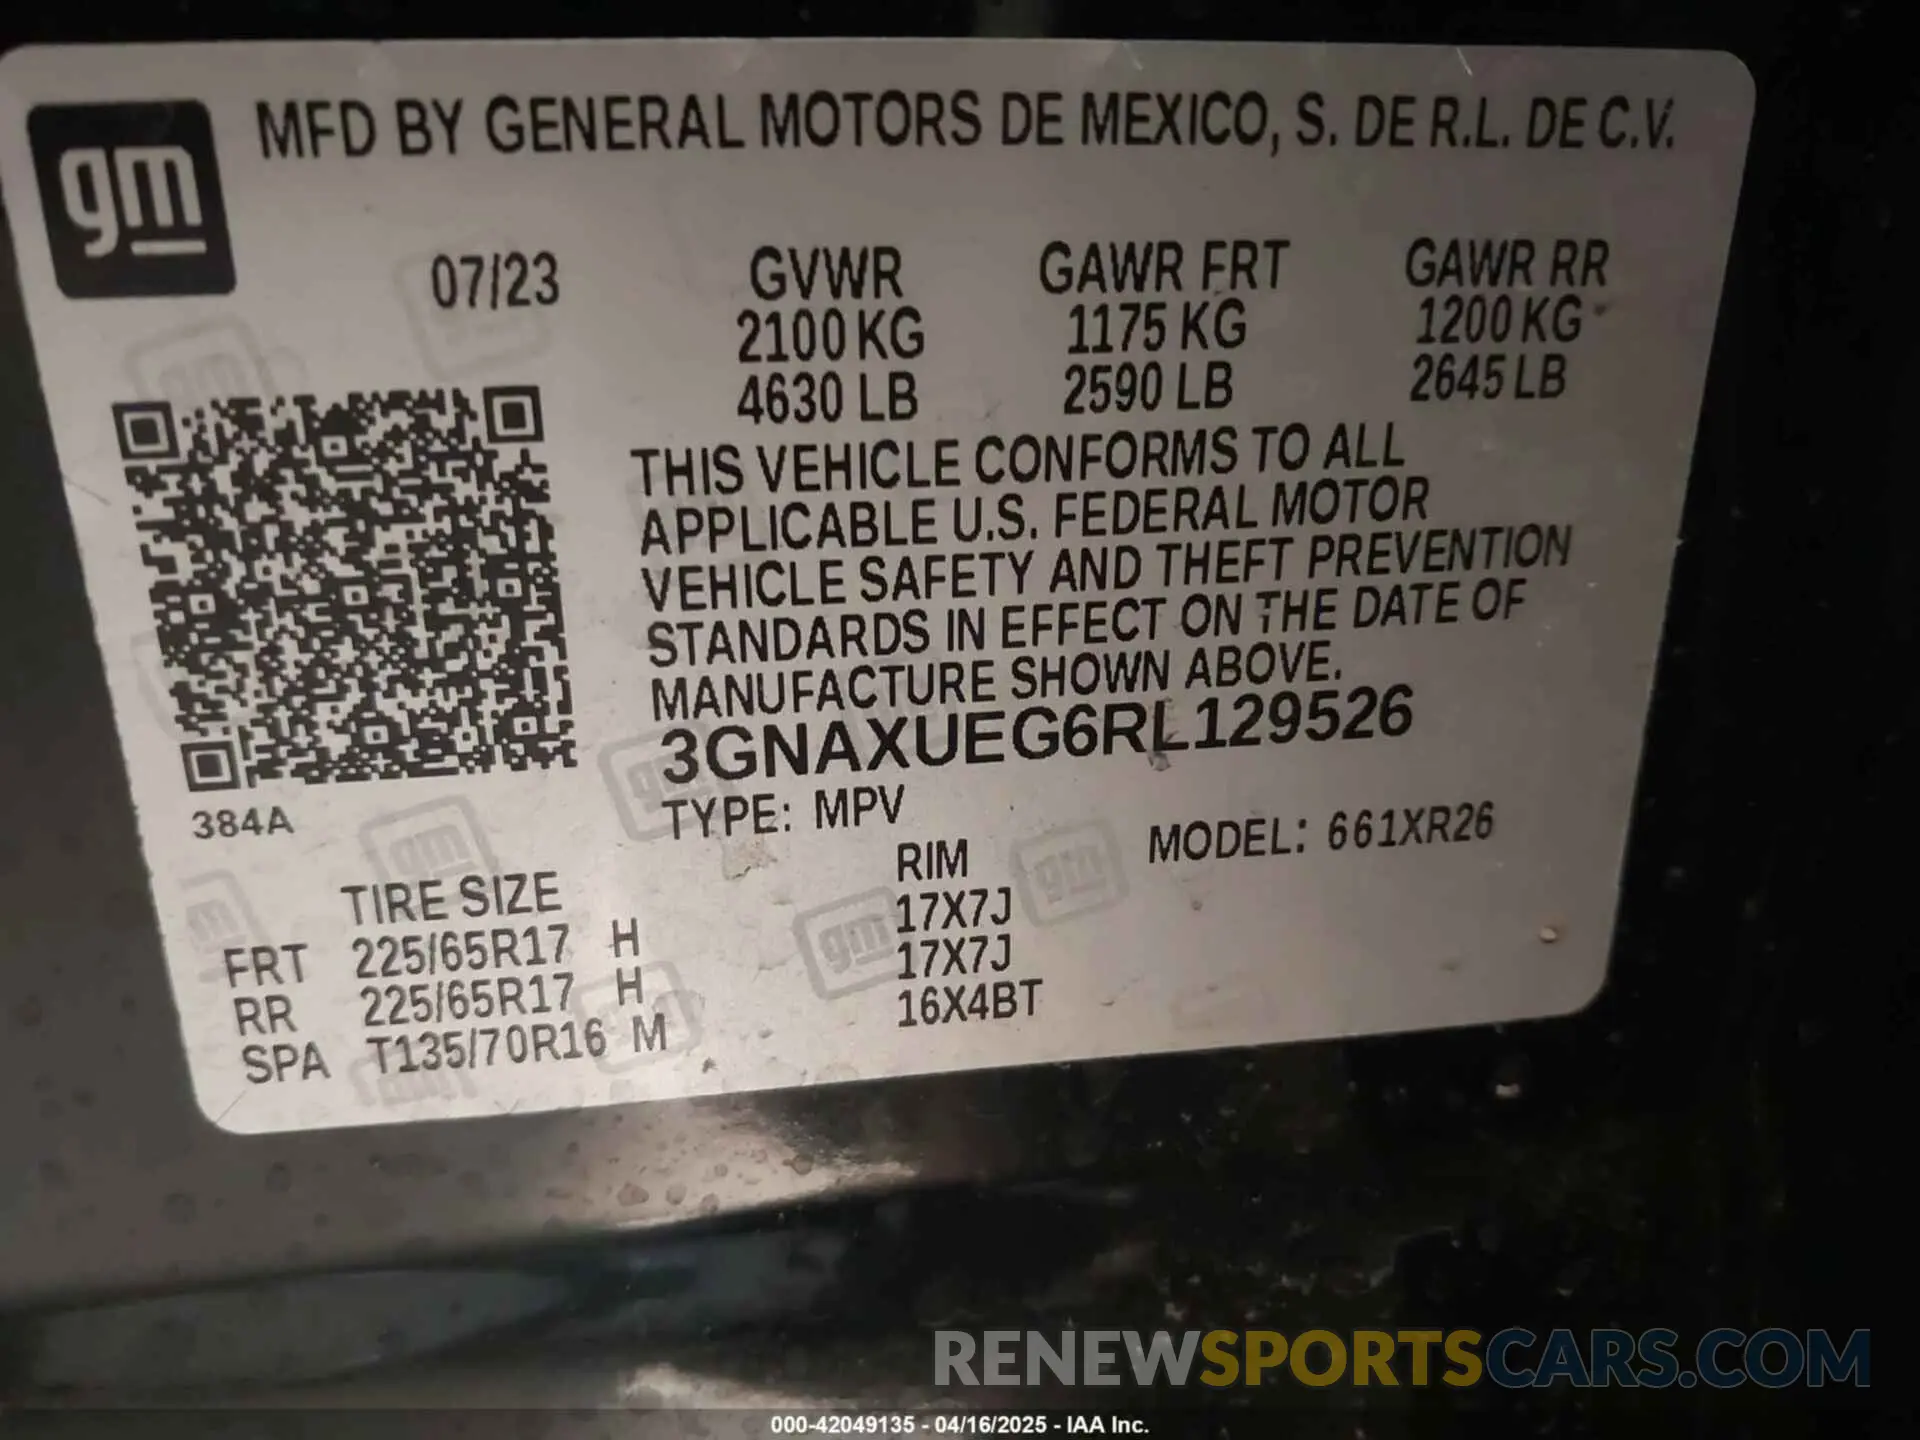 gm
MFD BY GENERAL MOTORS DE MEXICO, S. DE R.L. DE C.V.
07/23
GVWR GAWR FRT GAWR RR
2100 KG 1175 KG 1200 KG
4630 LB 2590 LB 2645 LB
THIS VEHICLE CONFORMS TO ALL
APPLICABLE U.S. FEDERAL MOTOR
VEHICLE SAFETY AND THEFT PREVENTION
STANDARDS IN EFFECT ON THE DATE OF
MANUFACTURE SHOWN ABOVE.
3GNAXUEG6RL129526
384A
TYPE: MPV MODEL: 661XR26
TIRE SIZE RIM
FRT 225/65R17 H 17X7J
RR 225/65R17 H 17X7J
SPA T135/70R16 M 16X4BT
RENEWSPORTSCARS.COM
000-42049135 - 04/16/2025 - IAA Inc.